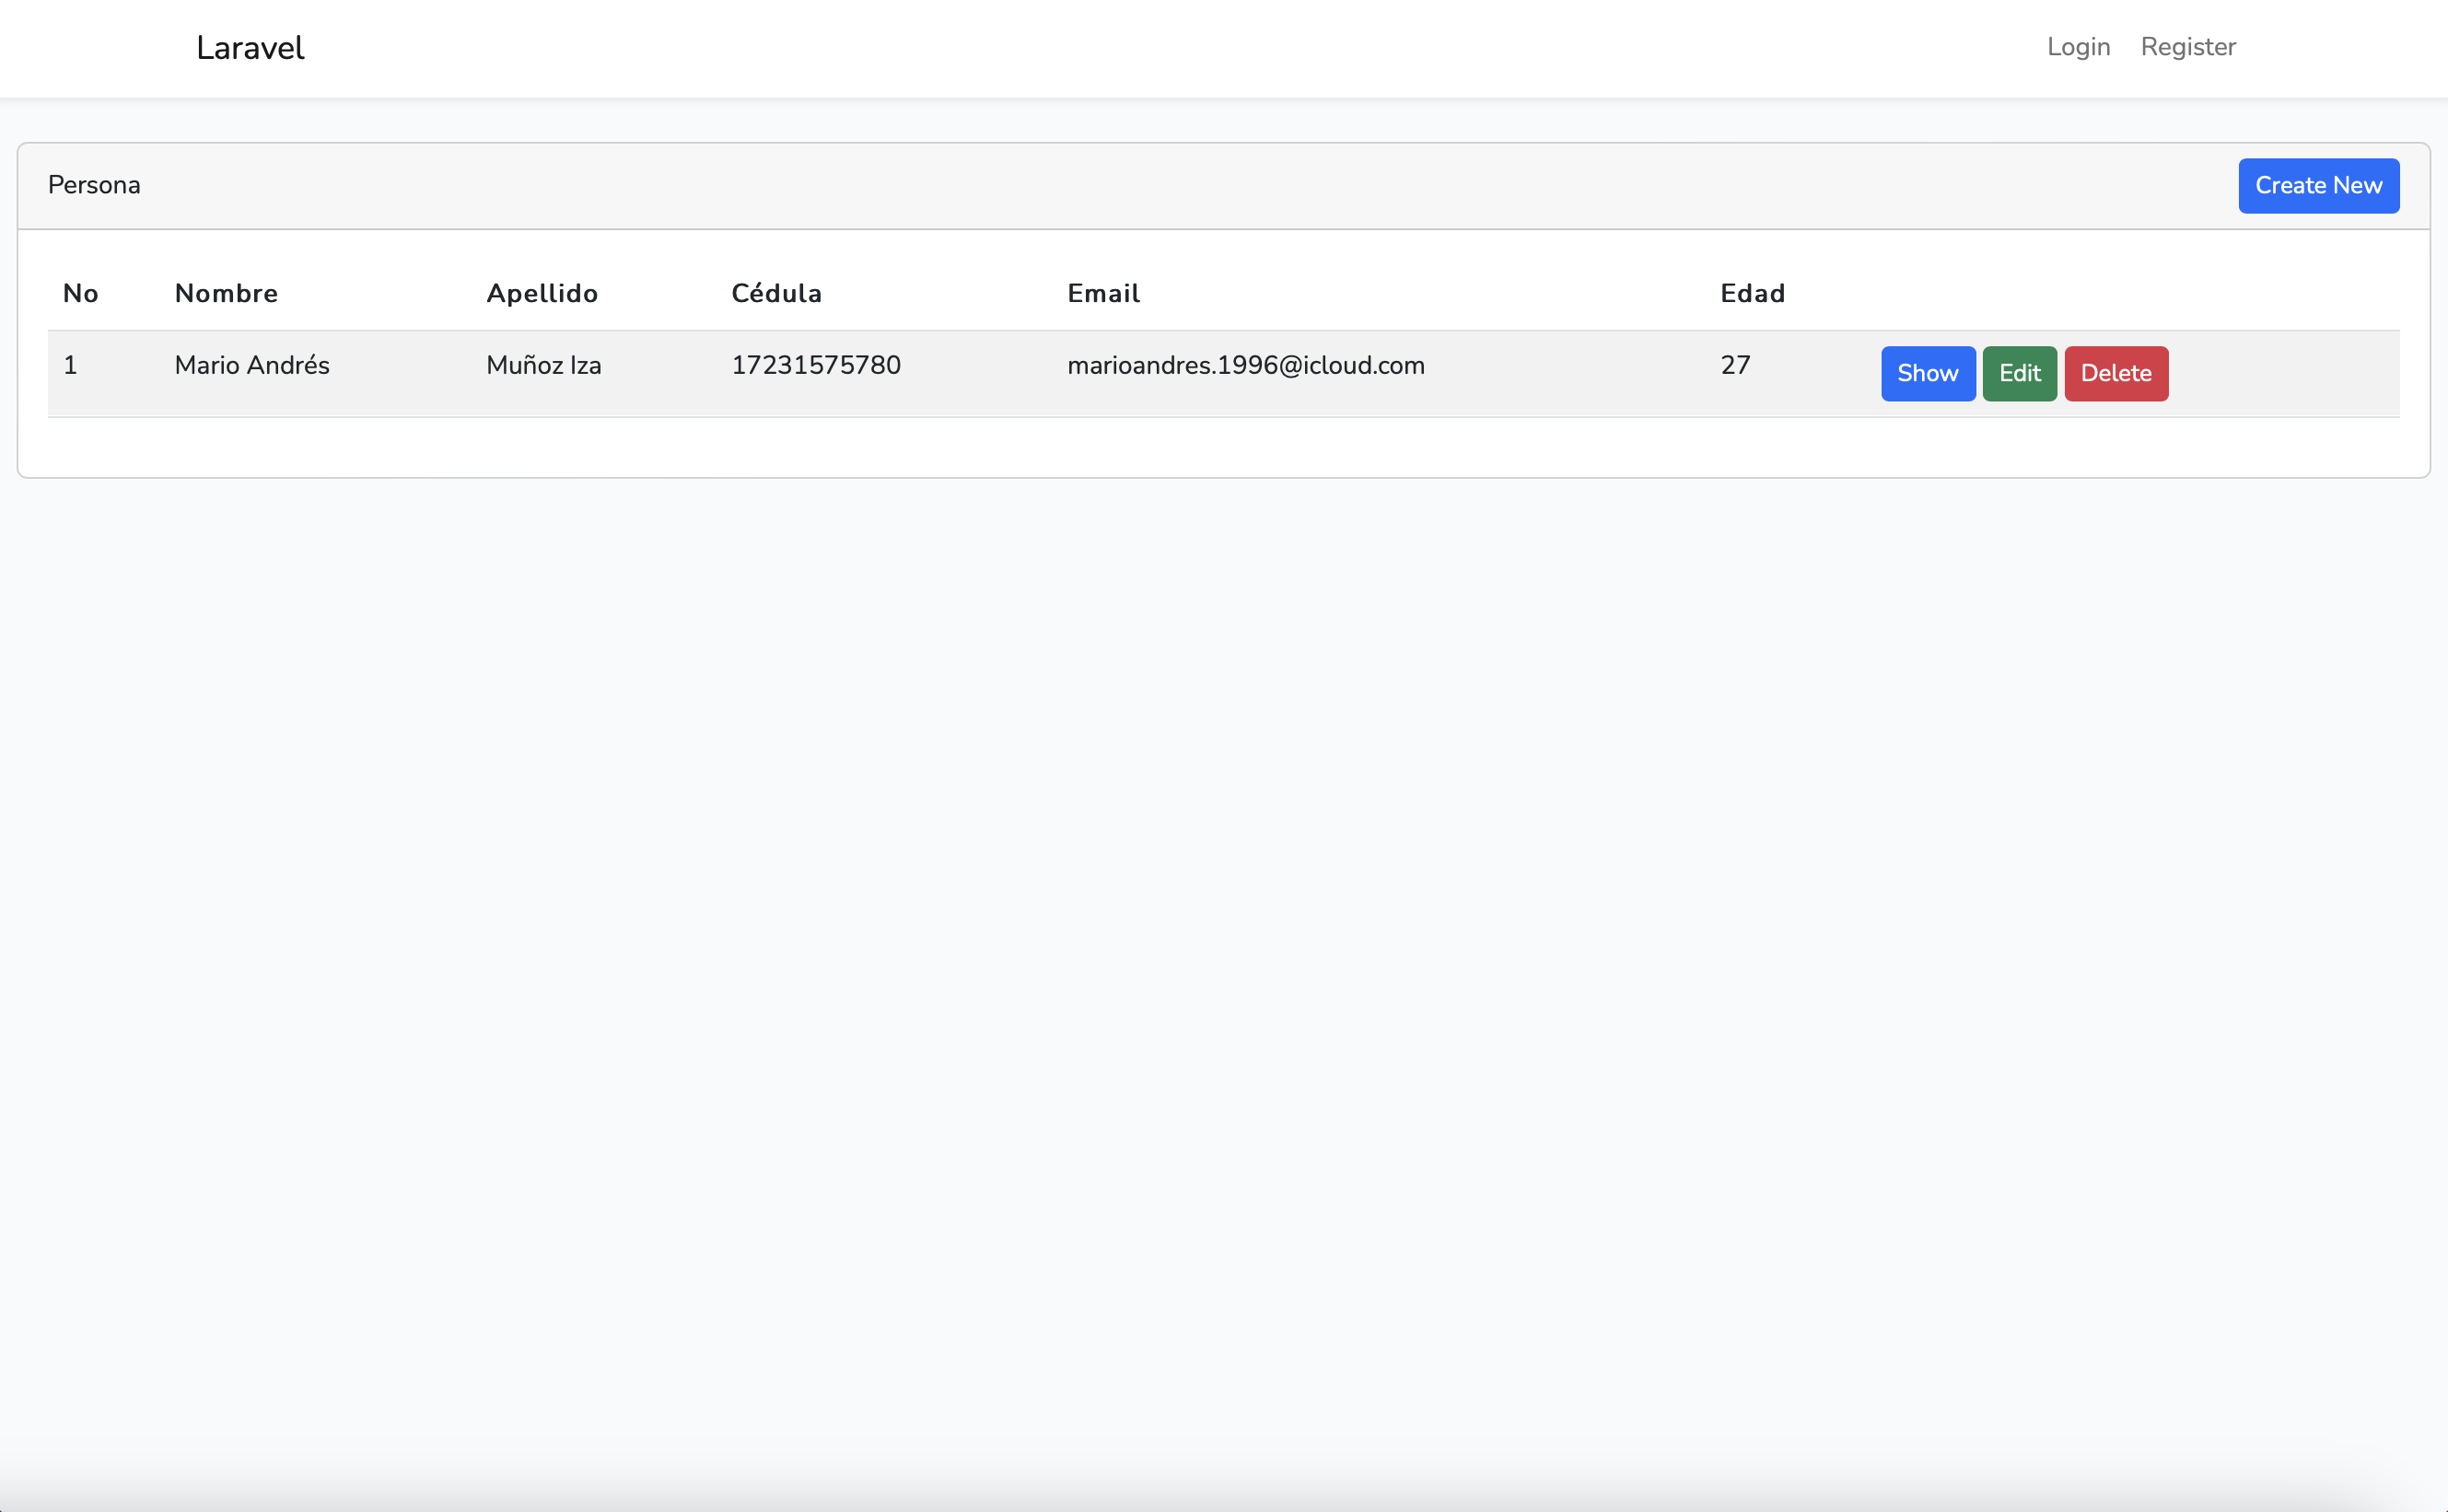 Laravel Login Register
Persona Create New
No Nombre Apellido Cédula Email Edad
1 Mario Andrés Muñoz Iza 17231575780 marioandres.1996@icloud.com 27 Show Edit Delete